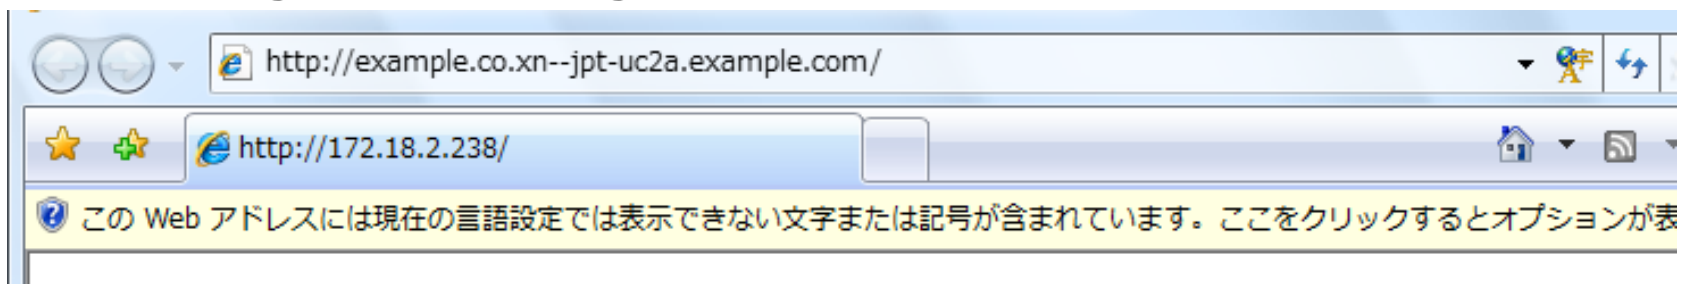 http://example.co.xn--jpt-uc2a.example.com/
http://172.18.2.238/
この Web アドレスには現在の言語設定では表示できない文字または記号が含まれています。ここをクリックするとオプションが表